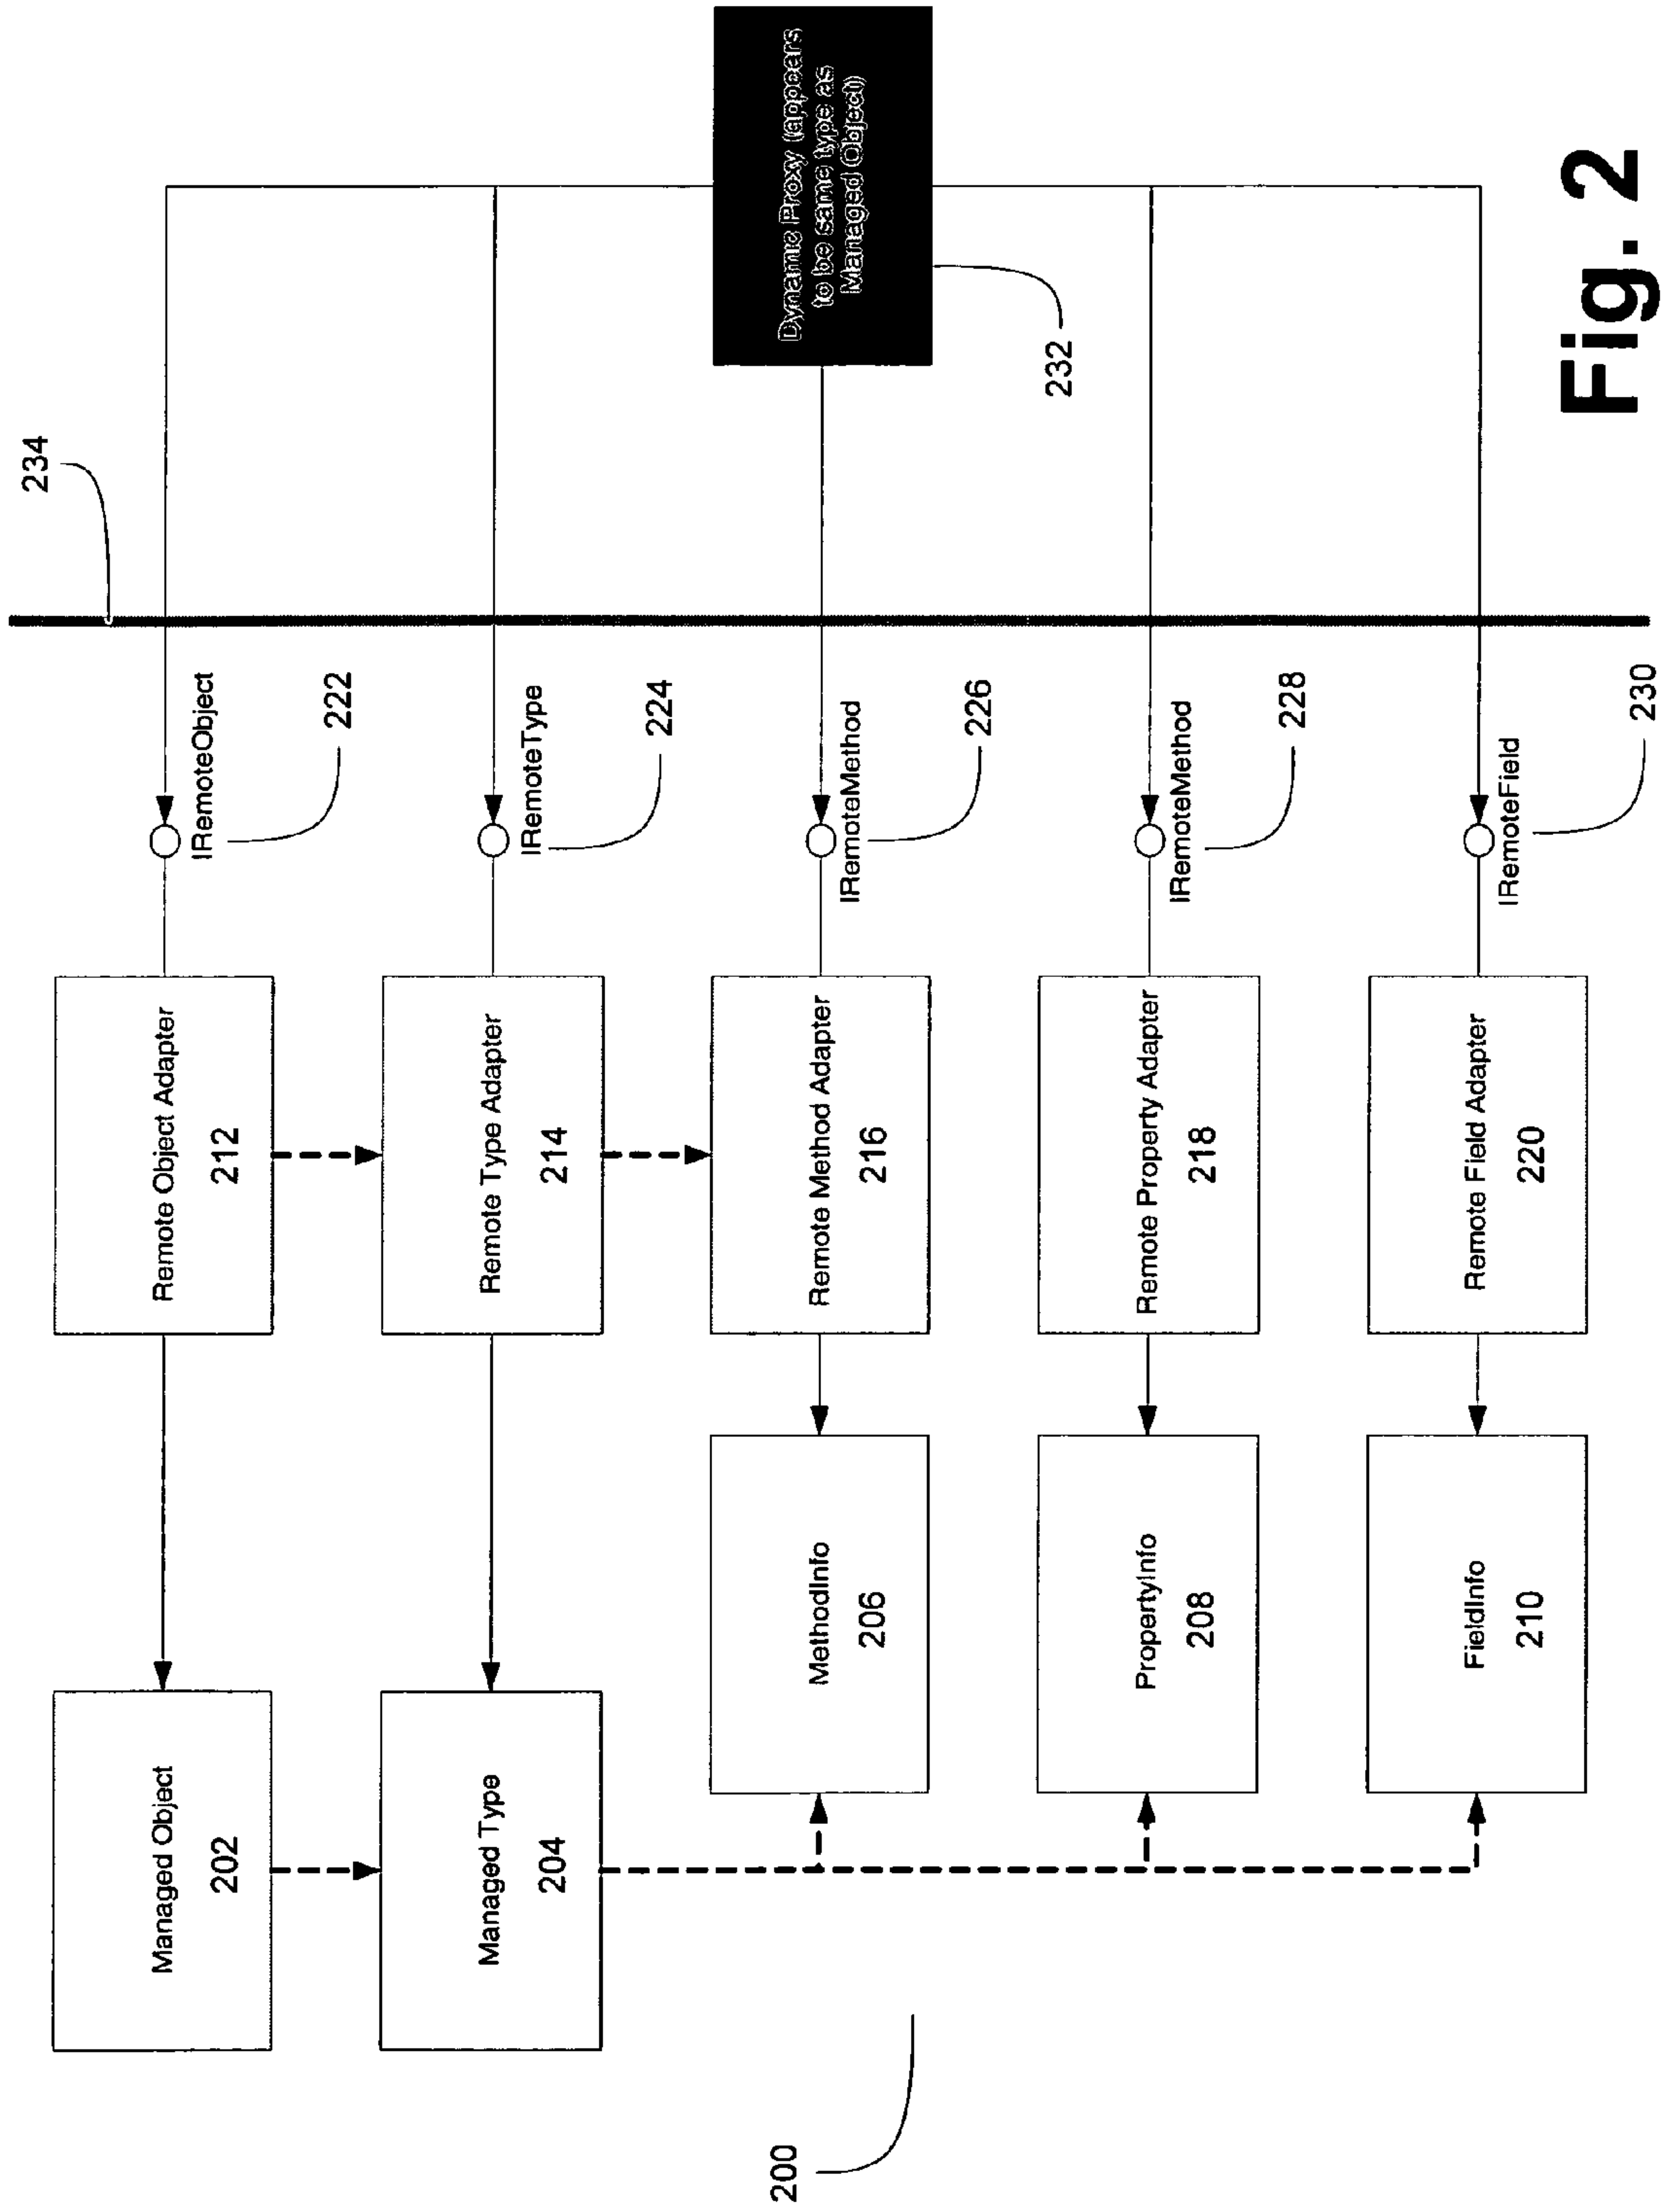 Managed Object
202
Managed Type
204
MethodInfo
206
PropertyInfo
208
FieldInfo
210
Remote Object Adapter
212
Remote Type Adapter
214
Remote Method Adapter
216
Remote Property Adapter
218
Remote Field Adapter
220
IRemoteObject
222
IRemoteType
224
IRemoteMethod
226
IRemoteMethod
228
IRemoteField
230
234
Dynamic Proxy (appears
to be same type as
Managed Object)
232
200
Fig. 2